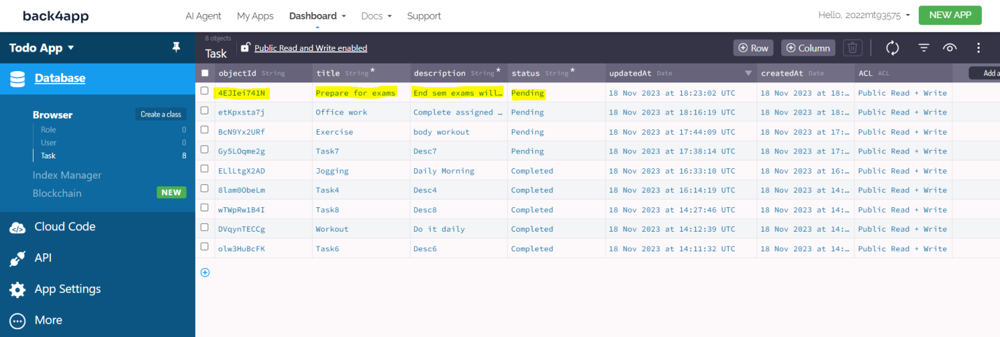 back4app AI Agent My Apps Dashboard Docs Support Hello, 2022mt93575 NEW APP
Todo App
8 objects
Task Public Read and Write enabled Row Column
Database
Browser Create a class
Role 0
User 0
Task 8
Index Manager
Blockchain NEW
Cloud Code
API
App Settings
More
objectId String title String* description String* status String* updatedAt Date createdAt Date ACL ACL Add a
4EJIei741N Prepare for exams End sem exams will… Pending 18 Nov 2023 at 18:23:02 UTC 18 Nov 2023 at 18:… Public Read + Write
etKpxsta7j Office work Complete assigned … Pending 18 Nov 2023 at 18:16:19 UTC 18 Nov 2023 at 18:… Public Read + Write
BcN9Yx2URf Exercise body workout Pending 18 Nov 2023 at 17:44:09 UTC 18 Nov 2023 at 17:… Public Read + Write
Gy5LOqme2g Task7 Desc7 Pending 18 Nov 2023 at 17:38:14 UTC 18 Nov 2023 at 17:… Public Read + Write
ELlLtgX2AD Jogging Daily Morning Completed 18 Nov 2023 at 16:33:10 UTC 18 Nov 2023 at 16:… Public Read + Write
8lam0ObeLm Task4 Desc4 Completed 18 Nov 2023 at 16:14:19 UTC 18 Nov 2023 at 14:… Public Read + Write
wTWpRw1B4I Task8 Desc8 Completed 18 Nov 2023 at 14:27:46 UTC 18 Nov 2023 at 14:… Public Read + Write
DVqynTECCg Workout Do it daily Completed 18 Nov 2023 at 14:12:39 UTC 18 Nov 2023 at 14:… Public Read + Write
olw3HuBcFK Task6 Desc6 Completed 18 Nov 2023 at 14:11:32 UTC 18 Nov 2023 at 14:… Public Read + Write